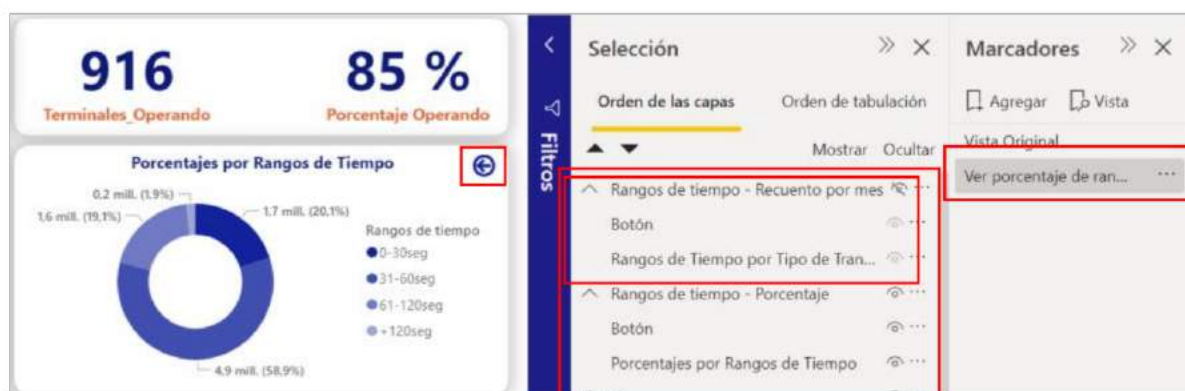 916
85 %
Terminales_Operando
Porcentaje Operando
Porcentajes por Rangos de Tiempo
0.2 mill. (1,9%)
1,6 mill. (19,1%)
1.7 mill. (20,1%)
4.9 mill. (58,9%)
Rangos de tiempo
0-30seg
31-60seg
61-120seg
+120seg
Filtros
Selección
Orden de las capas
Orden de tabulación
Mostrar
Ocultar
Rangos de tiempo - Recuento por mes
Botón
Rangos de Tiempo por Tipo de Tran...
Rangos de tiempo - Porcentaje
Botón
Porcentajes por Rangos de Tiempo
Marcadores
Agregar
Vista
Vista Original
Ver porcentaje de ran...